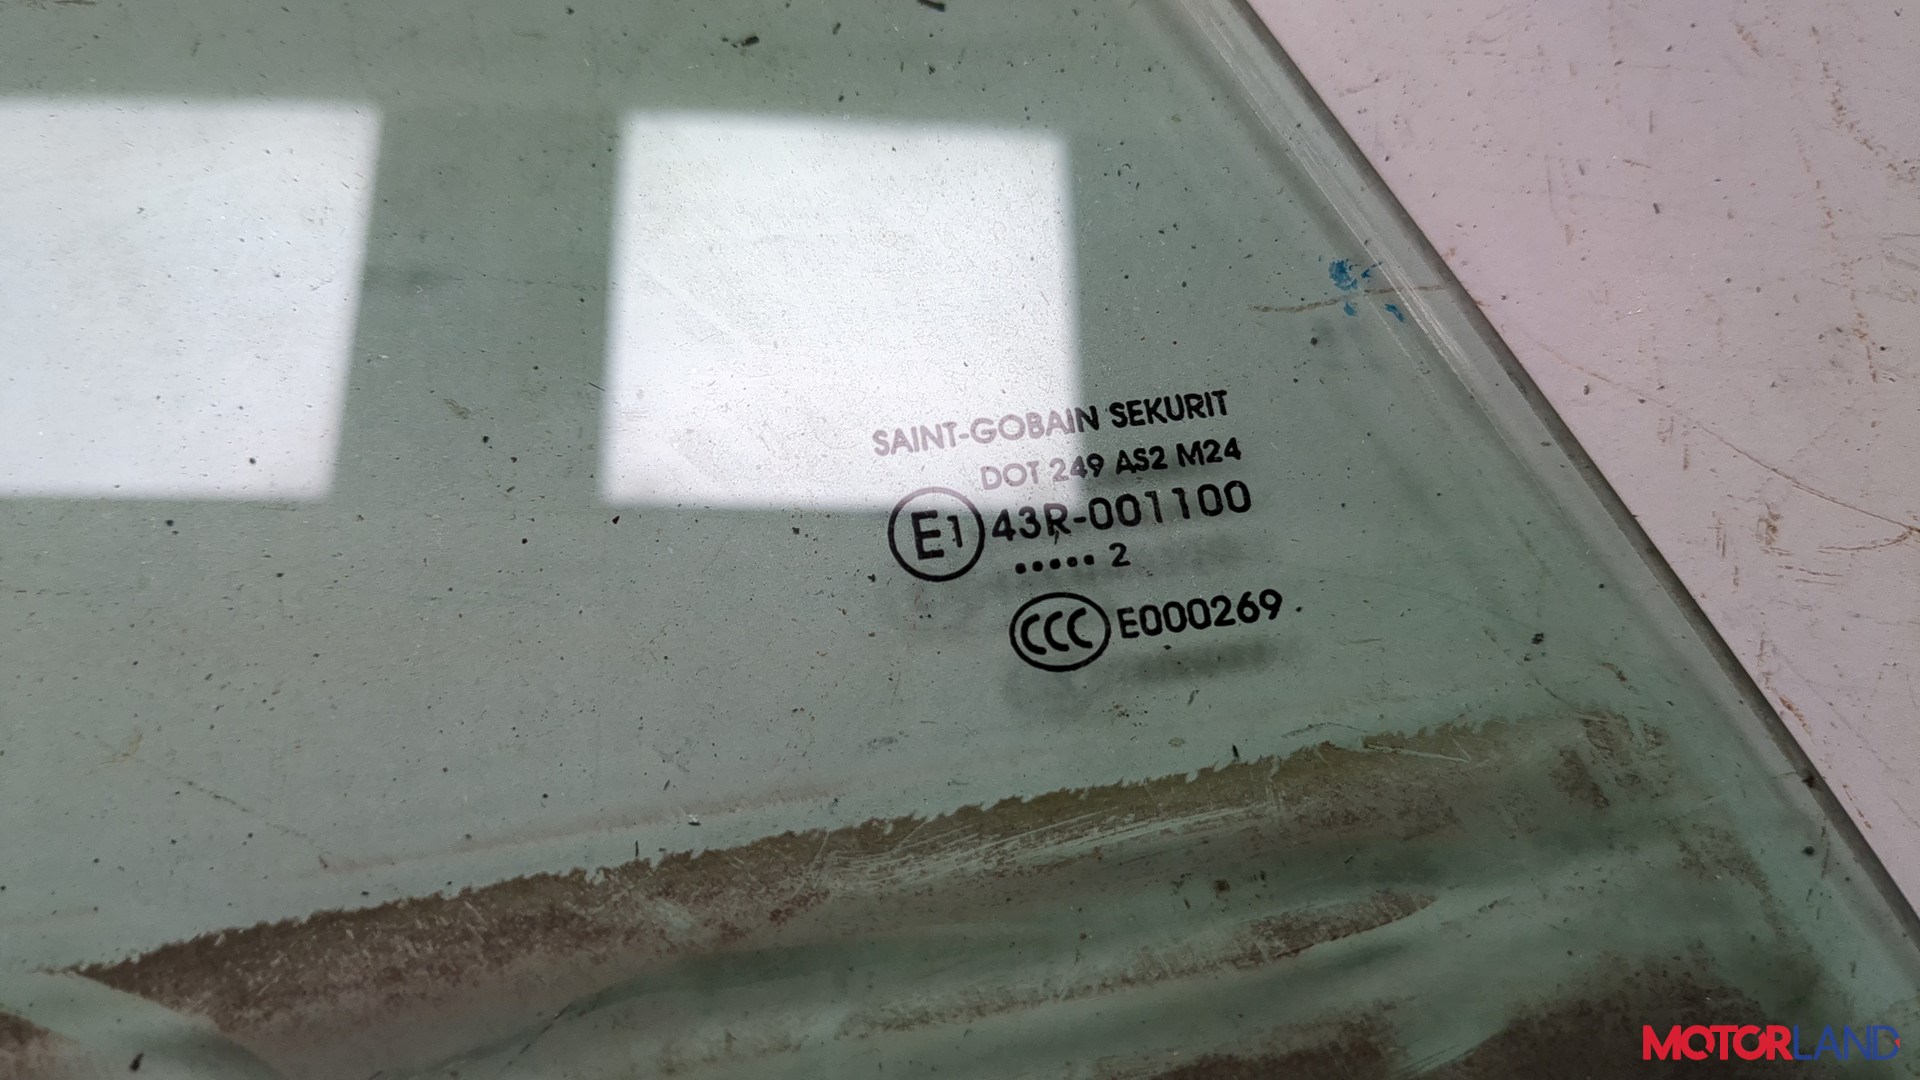 SAINT-GOBAIN SEKURIT
DOT 249 AS2 M24
E1 43R-001100
..... 2
CCC E000269 .
MOTORLAND